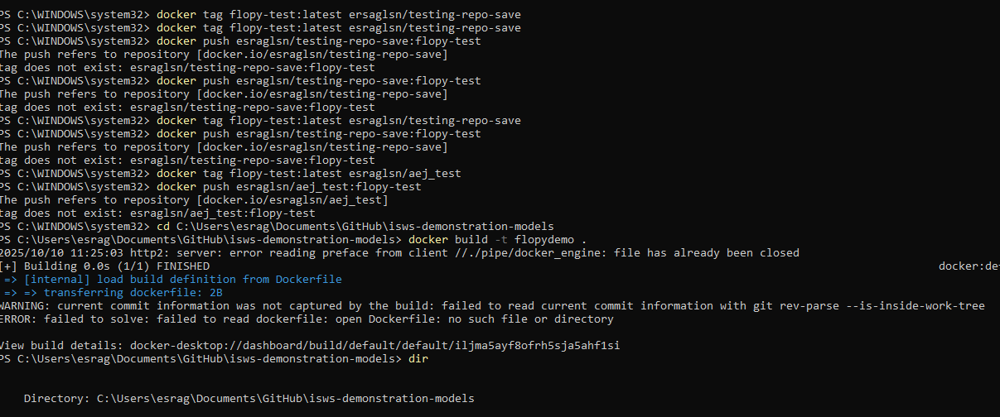 PS C:\WINDOWS\system32> docker tag flopy-test:latest ersaglsn/testing-repo-save
PS C:\WINDOWS\system32> docker tag flopy-test:latest esraglsn/testing-repo-save
PS C:\WINDOWS\system32> docker push esraglsn/testing-repo-save:flopy-test
The push refers to repository [docker.io/esraglsn/testing-repo-save]
tag does not exist: esraglsn/testing-repo-save:flopy-test
PS C:\WINDOWS\system32> docker push esraglsn/testing-repo-save:flopy-test
The push refers to repository [docker.io/esraglsn/testing-repo-save]
tag does not exist: esraglsn/testing-repo-save:flopy-test
PS C:\WINDOWS\system32> docker tag flopy-test:latest esraglsn/testing-repo-save
PS C:\WINDOWS\system32> docker push esraglsn/testing-repo-save:flopy-test
The push refers to repository [docker.io/esraglsn/testing-repo-save]
tag does not exist: esraglsn/testing-repo-save:flopy-test
PS C:\WINDOWS\system32> docker tag flopy-test:latest esraglsn/aej_test
PS C:\WINDOWS\system32> docker push esraglsn/aej_test:flopy-test
The push refers to repository [docker.io/esraglsn/aej_test]
tag does not exist: esraglsn/aej_test:flopy-test
PS C:\WINDOWS\system32> cd C:\Users\esrag\Documents\GitHub\isws-demonstration-models
PS C:\Users\esrag\Documents\GitHub\isws-demonstration-models> docker build -t flopydemo .
2025/10/10 11:25:03 http2: server: error reading preface from client //./pipe/docker_engine: file has already been closed
[+] Building 0.0s (1/1) FINISHED docker:de
=> [internal] load build definition from Dockerfile
=> => transferring dockerfile: 2B
WARNING: current commit information was not captured by the build: failed to read current commit information with git rev-parse --is-inside-work-tree
ERROR: failed to solve: failed to read dockerfile: open Dockerfile: no such file or directory
View build details: docker-desktop://dashboard/build/default/default/iljma5ayf8ofrh5sja5ahf1si
PS C:\Users\esrag\Documents\GitHub\isws-demonstration-models> dir
Directory: C:\Users\esrag\Documents\GitHub\isws-demonstration-models